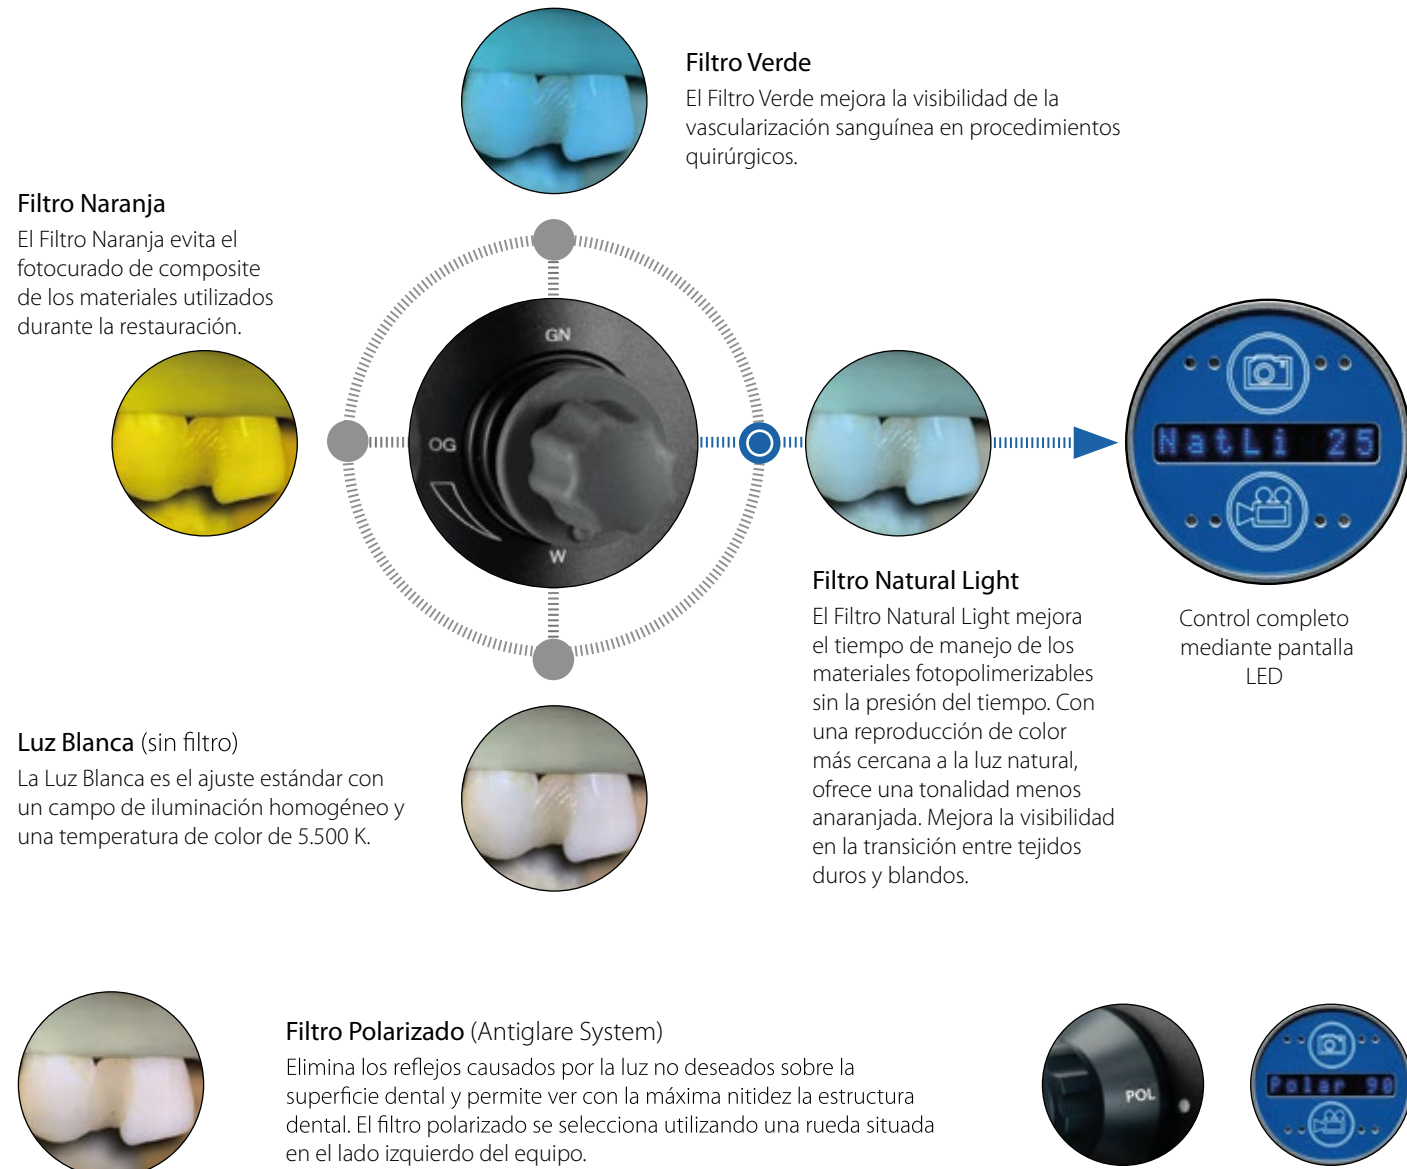 Filtro Verde
El Filtro Verde mejora la visibilidad de la
vascularización sanguínea en procedimientos
quirúrgicos.
Filtro Naranja
El Filtro Naranja evita el
fotocurado de composite
de los materiales utilizados
durante la restauración.
GN
OG
W
NatLi 25
Filtro Natural Light
El Filtro Natural Light mejora
el tiempo de manejo de los
materiales fotopolimerizables
sin la presión del tiempo. Con
una reproducción de color
más cercana a la luz natural,
ofrece una tonalidad menos
anaranjada. Mejora la visibilidad
en la transición entre tejidos
duros y blandos.
Control completo
mediante pantalla
LED
Luz Blanca (sin filtro)
La Luz Blanca es el ajuste estándar con
un campo de iluminación homogéneo y
una temperatura de color de 5.500 K.
Filtro Polarizado (Antiglare System)
Elimina los reflejos causados por la luz no deseados sobre la
superficie dental y permite ver con la máxima nitidez la estructura
dental. El filtro polarizado se selecciona utilizando una rueda situada
en el lado izquierdo del equipo.
POL
Polar 90